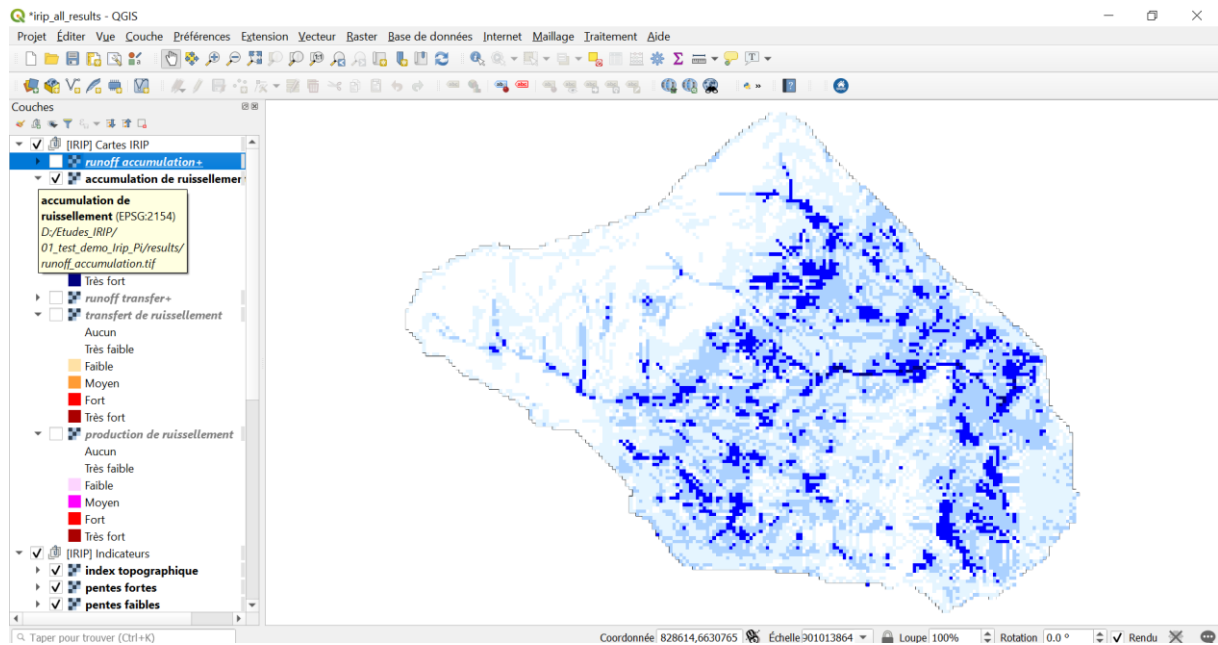 *irip_all_results - QGIS
Projet Éditer Vue Couche Préférences Extension Vecteur Raster Base de données Internet Maillage Traitement Aide
Couches
[IRIP] Cartes IRIP
runoff accumulation+
accumulation de ruissellemen
accumulation de
ruissellement (EPSG:2154)
D:/Etudes_IRIP/
01_test_demo_Irip_Pi/results/
runoff_accumulation.tif
Très fort
runoff transfer+
transfert de ruissellement
Aucun
Très faible
Faible
Moyen
Fort
Très fort
production de ruissellement
Aucun
Très faible
Faible
Moyen
Fort
Très fort
[IRIP] Indicateurs
index topographique
pentes fortes
pentes faibles
Taper pour trouver (Ctrl+K) Coordonnée 828614,6630765 Échelle 901013864 Loupe 100% Rotation 0.0 ° Rendu